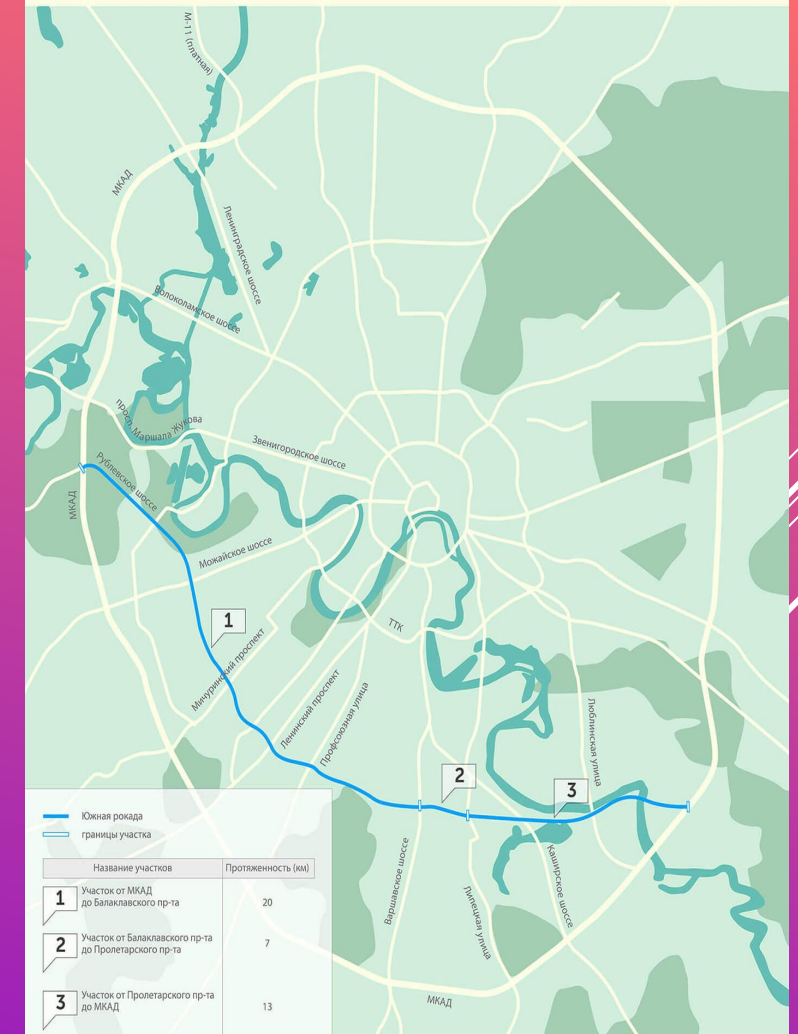 М-11 (платная)
МКАД
Ленинградское шоссе
Волоколамское шоссе
просп. Маршала Жукова
Звенигородское шоссе
Рублевское шоссе
МКАД
Можайское шоссе
1
ТТК
Мичуринский проспект
Ленинский проспект
Профсоюзная улица
Люблинская улица
2
3
Варшавское шоссе
Липецкая улица
Каширское шоссе
МКАД
Южная рокада
границы участка
Название участков Протяженность (км)
1 Участок от МКАД
до Балаклавского пр-та 20
2 Участок от Балаклавского пр-та
до Пролетарского пр-та 7
3 Участок от Пролетарского пр-та
до МКАД 13